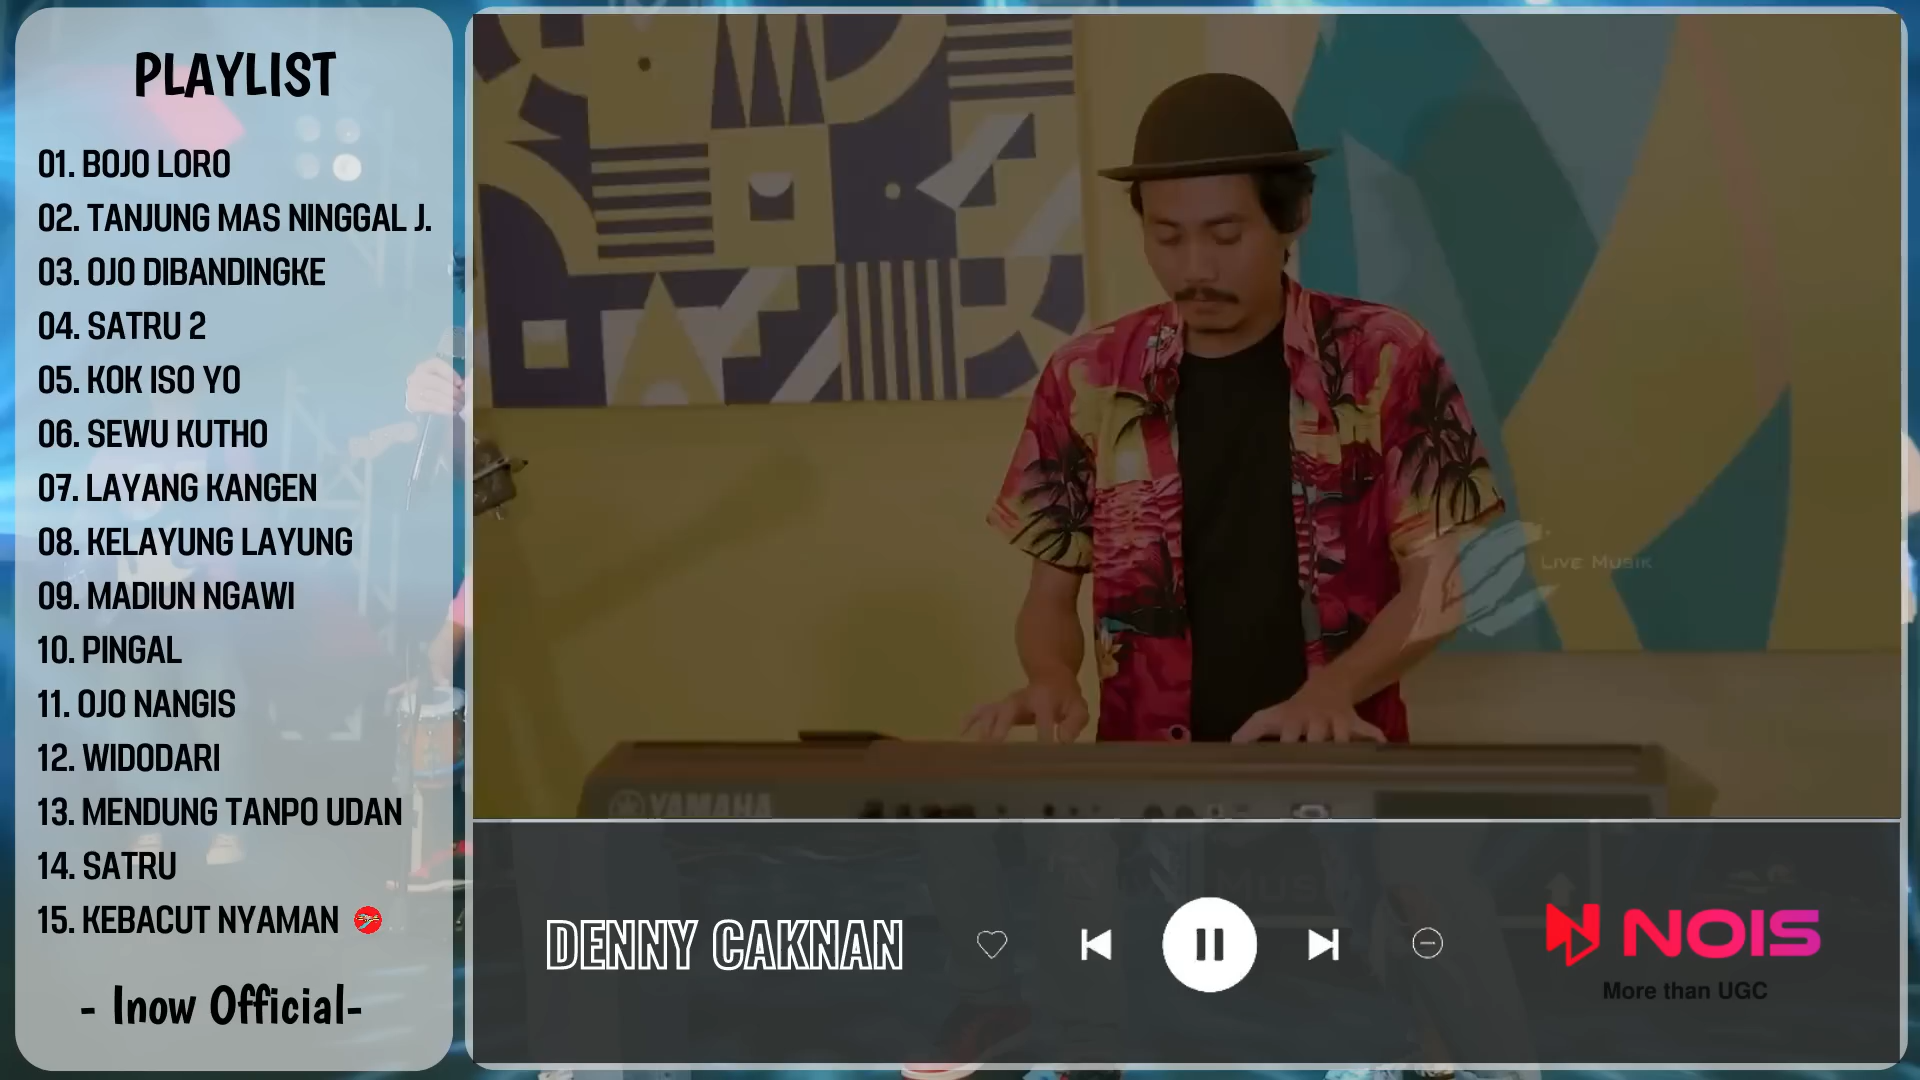 PLAYLIST
01. BOJO LORO
02. TANJUNG MAS NINGGAL J.
03. OJO DIBANDINGKE
04. SATRU 2
05. KOK ISO YO
06. SEWU KUTHO
07. LAYANG KANGEN
08. KELAYUNG LAYUNG
09. MADIUN NGAWI
10. PINGAL
11. OJO NANGIS
12. WIDODARI
13. MENDUNG TANPO UDAN
14. SATRU
15. KEBACUT NYAMAN
- Inow Official-
LIVE MUSIK
YAMAHA
DENNY CAKNAN
NOIS
More than UGC